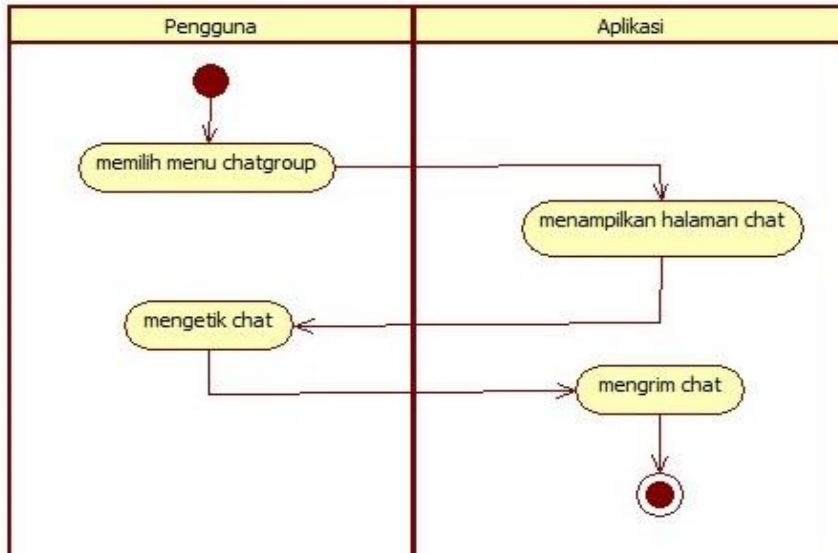 Pengguna
Aplikasi
memilih menu chatgroup
menampilkan halaman chat
mengetik chat
mengrim chat